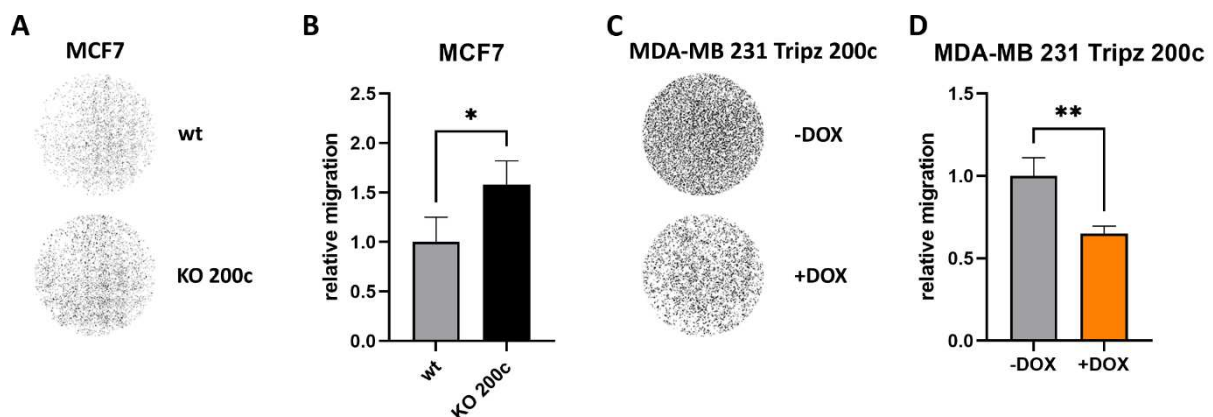 A
MCF7
wt
KO 200c
B
MCF7
relative migration
2.5
2.0
1.5
1.0
0.5
0.0
*
wt
KO 200c
C
MDA-MB 231 Tripz 200c
-DOX
+DOX
D
MDA-MB 231 Tripz 200c
relative migration
1.5
1.0
0.5
0.0
**
-DOX
+DOX